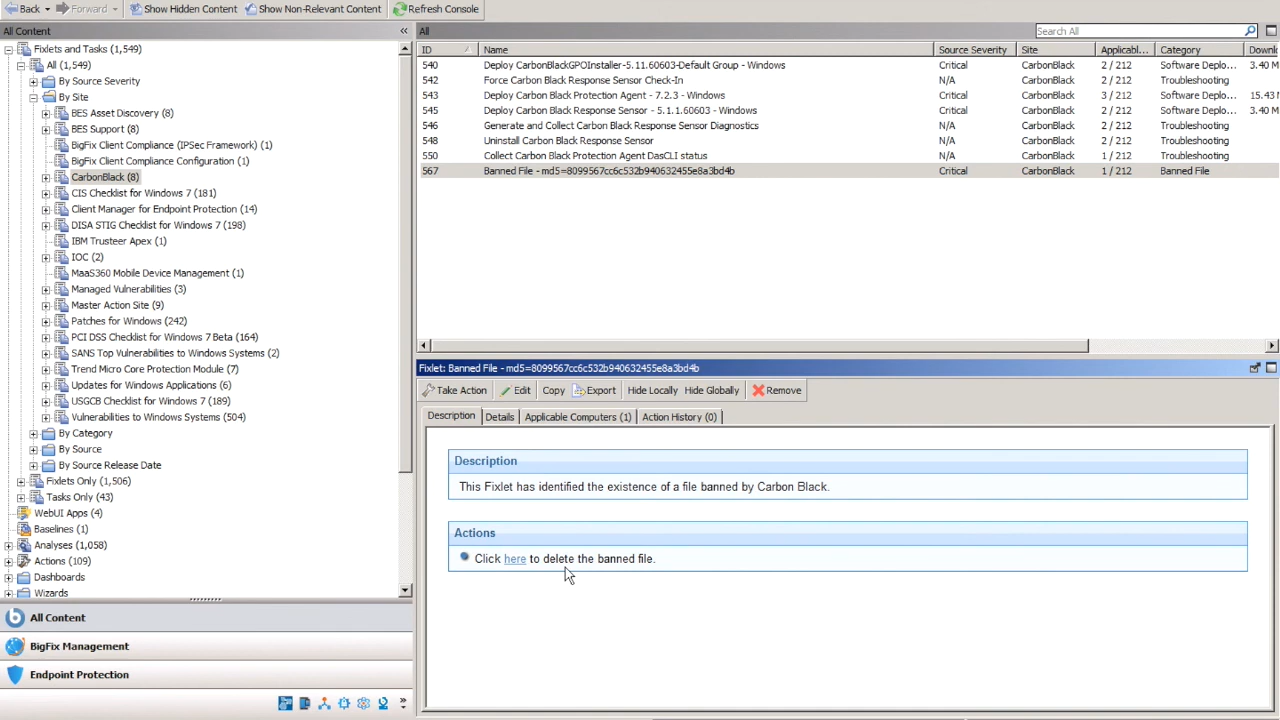 Back Forward Show Hidden Content Show Non-Relevant Content Refresh Console
All Content «
Fixlets and Tasks (1,549)
All (1,549)
By Source Severity
By Site
BES Asset Discovery (8)
BES Support (8)
BigFix Client Compliance (IPSec Framework) (1)
BigFix Client Compliance Configuration (1)
CarbonBlack (8)
CIS Checklist for Windows 7 (181)
Client Manager for Endpoint Protection (14)
DISA STIG Checklist for Windows 7 (198)
IBM Trusteer Apex (1)
IOC (2)
MaaS360 Mobile Device Management (1)
Managed Vulnerabilities (3)
Master Action Site (9)
Patches for Windows (242)
PCI DSS Checklist for Windows 7 Beta (164)
SANS Top Vulnerabilities to Windows Systems (2)
Trend Micro Core Protection Module (7)
Updates for Windows Applications (6)
USGCB Checklist for Windows 7 (189)
Vulnerabilities to Windows Systems (504)
By Category
By Source
By Source Release Date
Fixlets Only (1,506)
Tasks Only (43)
WebUI Apps (4)
Baselines (1)
Analyses (1,058)
Actions (109)
Dashboards
Wizards
All Content
BigFix Management
Endpoint Protection
All Search All
ID Name Source Severity Site Applicabl... Category Downl
540 Deploy CarbonBlackGPOInstaller-5.11.60603-Default Group - Windows Critical CarbonBlack 2 / 212 Software Deplo... 3.40 M
542 Force Carbon Black Response Sensor Check-In N/A CarbonBlack 2 / 212 Troubleshooting
543 Deploy Carbon Black Protection Agent - 7.2.3 - Windows Critical CarbonBlack 3 / 212 Software Deplo... 15.43 M
545 Deploy Carbon Black Response Sensor - 5.1.1.60603 - Windows Critical CarbonBlack 2 / 212 Software Deplo... 3.40 M
546 Generate and Collect Carbon Black Response Sensor Diagnostics N/A CarbonBlack 2 / 212 Troubleshooting
548 Uninstall Carbon Black Response Sensor N/A CarbonBlack 2 / 212 Troubleshooting
550 Collect Carbon Black Protection Agent DasCLI status N/A CarbonBlack 1 / 212 Troubleshooting
567 Banned File - md5=8099567cc6c532b940632455e8a3bd4b Critical CarbonBlack 1 / 212 Banned File
Fixlet: Banned File - md5=8099567cc6c532b940632455e8a3bd4b
Take Action Edit Copy Export Hide Locally Hide Globally Remove
Description Details Applicable Computers (1) Action History (0)
Description
This Fixlet has identified the existence of a file banned by Carbon Black.
Actions
Click here to delete the banned file.